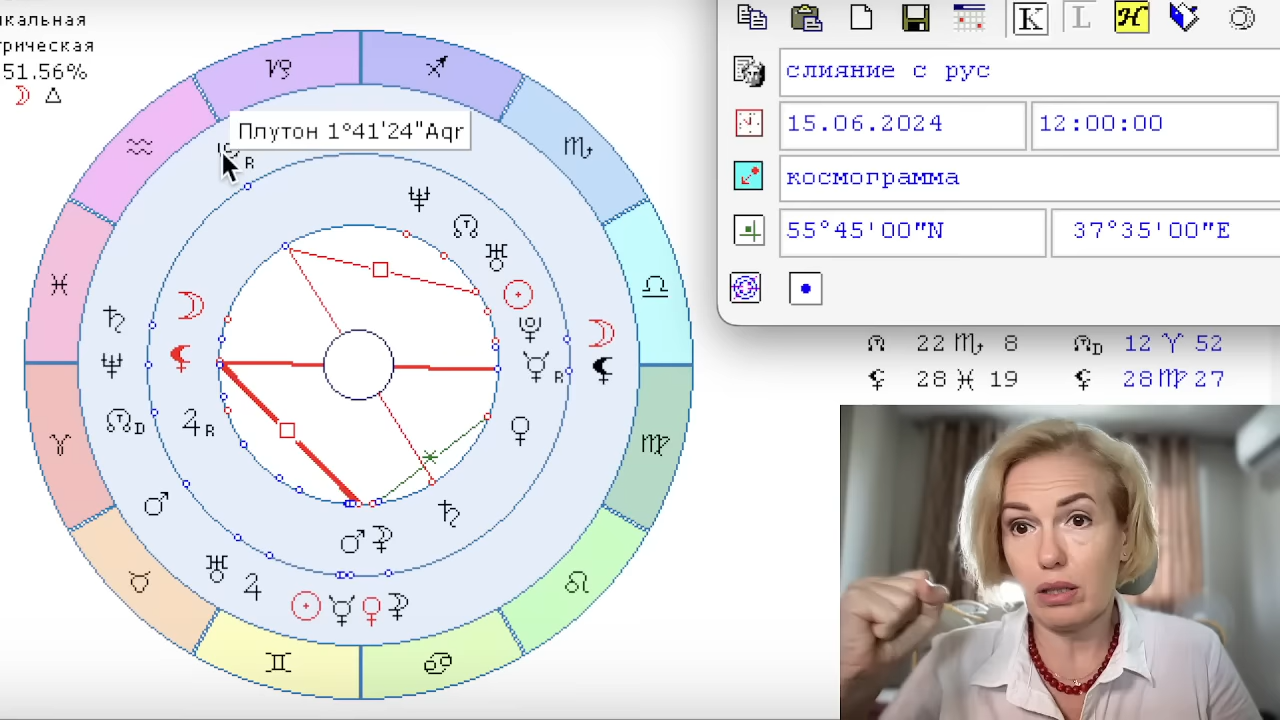 икальная
трическая
51.56%
Плутон 1°41'24"Aqr
R
R
R
D
K
L
H
слияние с рус
15.06.2024
12:00:00
космограмма
55°45'00"N
37°35'00"E
☊ 22 ♏ 8
☊D 12 ♈ 52
⚸ 28 ♓ 19
⚸ 28 ♍ 27